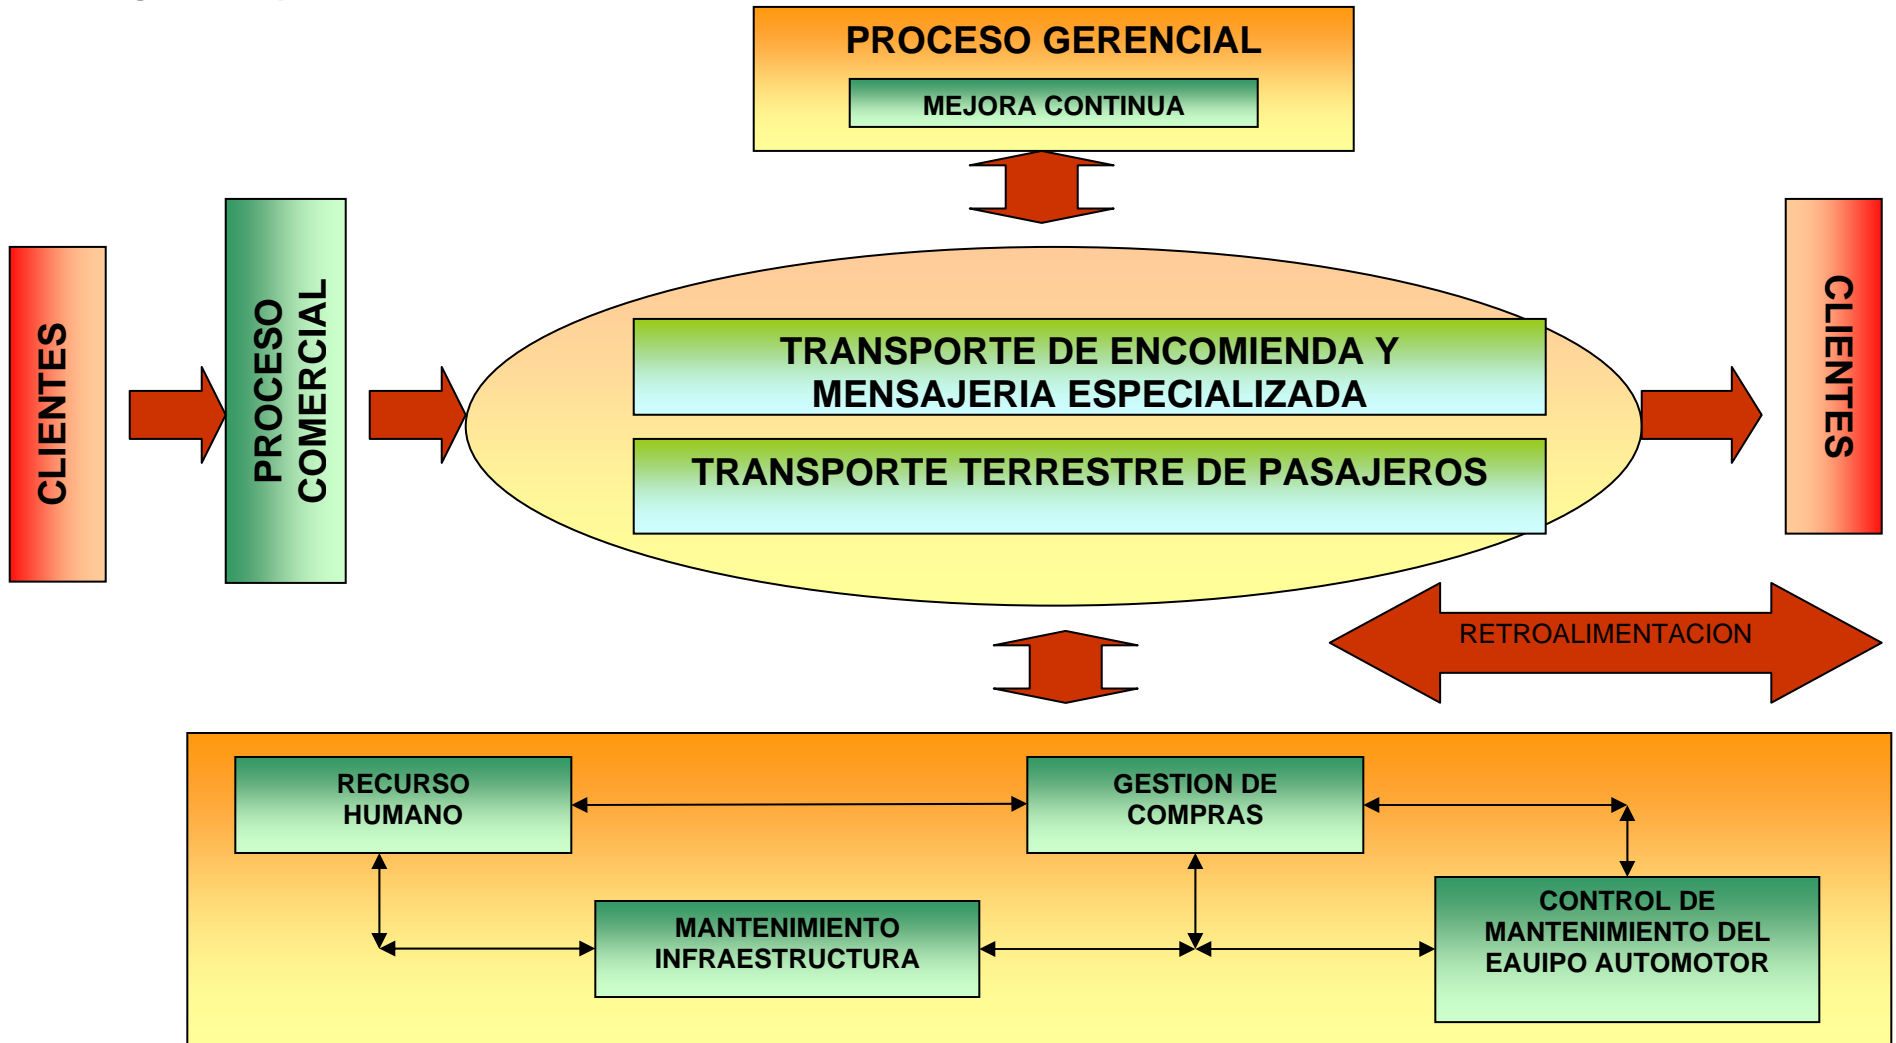 PROCESO GERENCIAL
MEJORA CONTINUA
CLIENTES
PROCESO
COMERCIAL
TRANSPORTE DE ENCOMIENDA Y
MENSAJERIA ESPECIALIZADA
TRANSPORTE TERRESTRE DE PASAJEROS
CLIENTES
RETROALIMENTACION
RECURSO
HUMANO
GESTION DE
COMPRAS
MANTENIMIENTO
INFRAESTRUCTURA
CONTROL DE
MANTENIMIENTO DEL
EAUIPO AUTOMOTOR